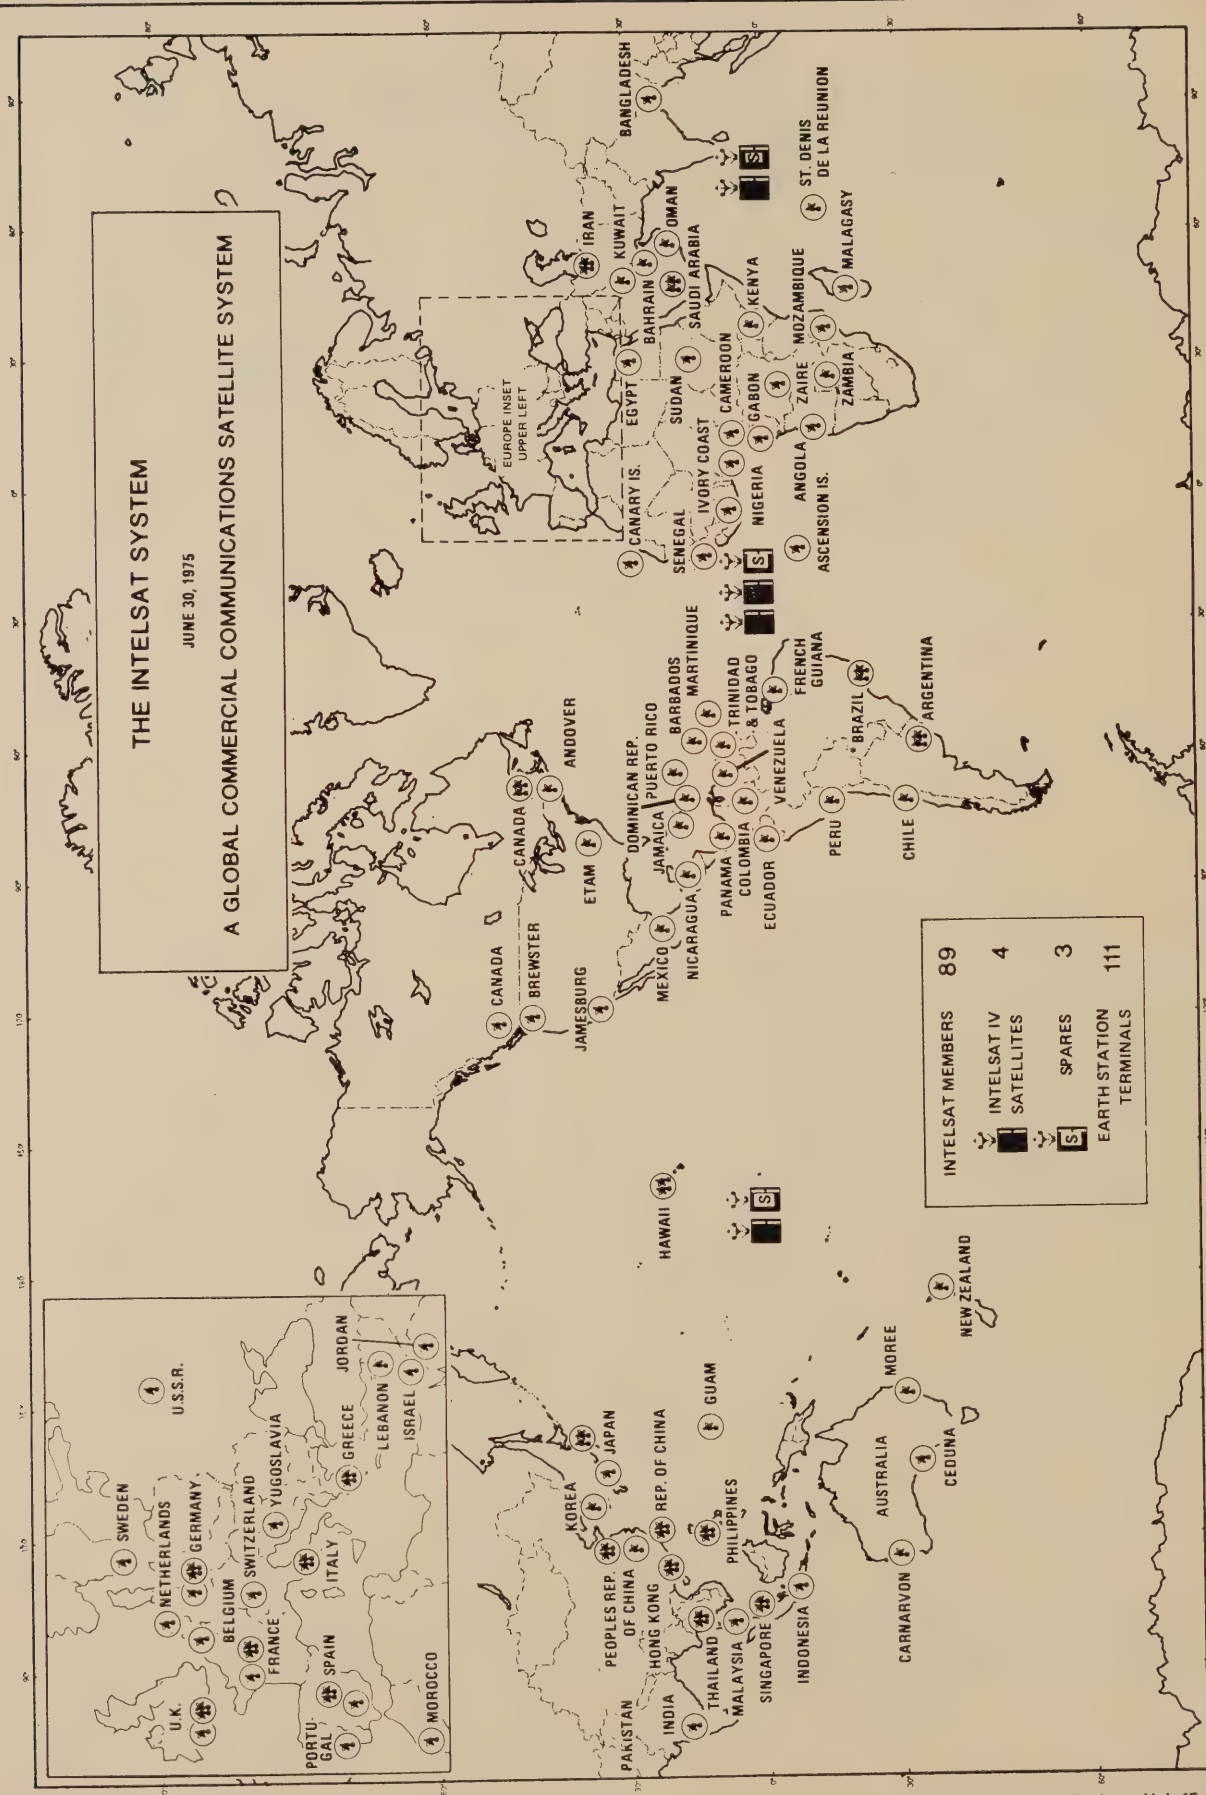 THE INTELSAT SYSTEM
JUNE 30, 1975
A GLOBAL COMMERCIAL COMMUNICATIONS SATELLITE SYSTEM
U.S.S.R.
SWEDEN
NETHERLANDS
GERMANY
U.K.
BELGIUM
SWITZERLAND
YUGOSLAVIA
FRANCE
ITALY
GREECE
JORDAN
LEBANON
ISRAEL
PORTU-
GAL
SPAIN
MOROCCO
EUROPE INSET
UPPER LEFT
CANADA
BREWSTER
JAMESBURG
CANADA
ANDOVER
ETAM
MEXICO
NICARAGUA
JAMAICA
DOMINICAN REP.
PUERTO RICO
BARBADOS
MARTINIQUE
TRINIDAD
& TOBAGO
PANAMA
COLOMBIA
ECUADOR
VENEZUELA
FRENCH
GUIANA
PERU
BRAZIL
CHILE
ARGENTINA
HAWAII
S
KOREA
JAPAN
PEOPLES REP.
OF CHINA
REP. OF CHINA
HONG KONG
GUAM
PHILIPPINES
PAKISTAN
INDIA
THAILAND
MALAYSIA
SINGAPORE
INDONESIA
AUSTRALIA
CARNARVON
CEDUNA
MOREE
NEW ZEALAND
CANARY IS.
SENEGAL
S
IVORY COAST
NIGERIA
ASCENSION IS.
EGYPT
SUDAN
CAMEROON
GABON
ANGOLA
ZAIRE
ZAMBIA
KENYA
MOZAMBIQUE
MALAGASY
ST. DENIS
DE LA REUNION
IRAN
KUWAIT
BAHRAIN
OMAN
SAUDI ARABIA
BANGLADESH
S
INTELSAT MEMBERS 89
INTELSAT IV
SATELLITES 4
S SPARES 3
EARTH STATION
TERMINALS 111